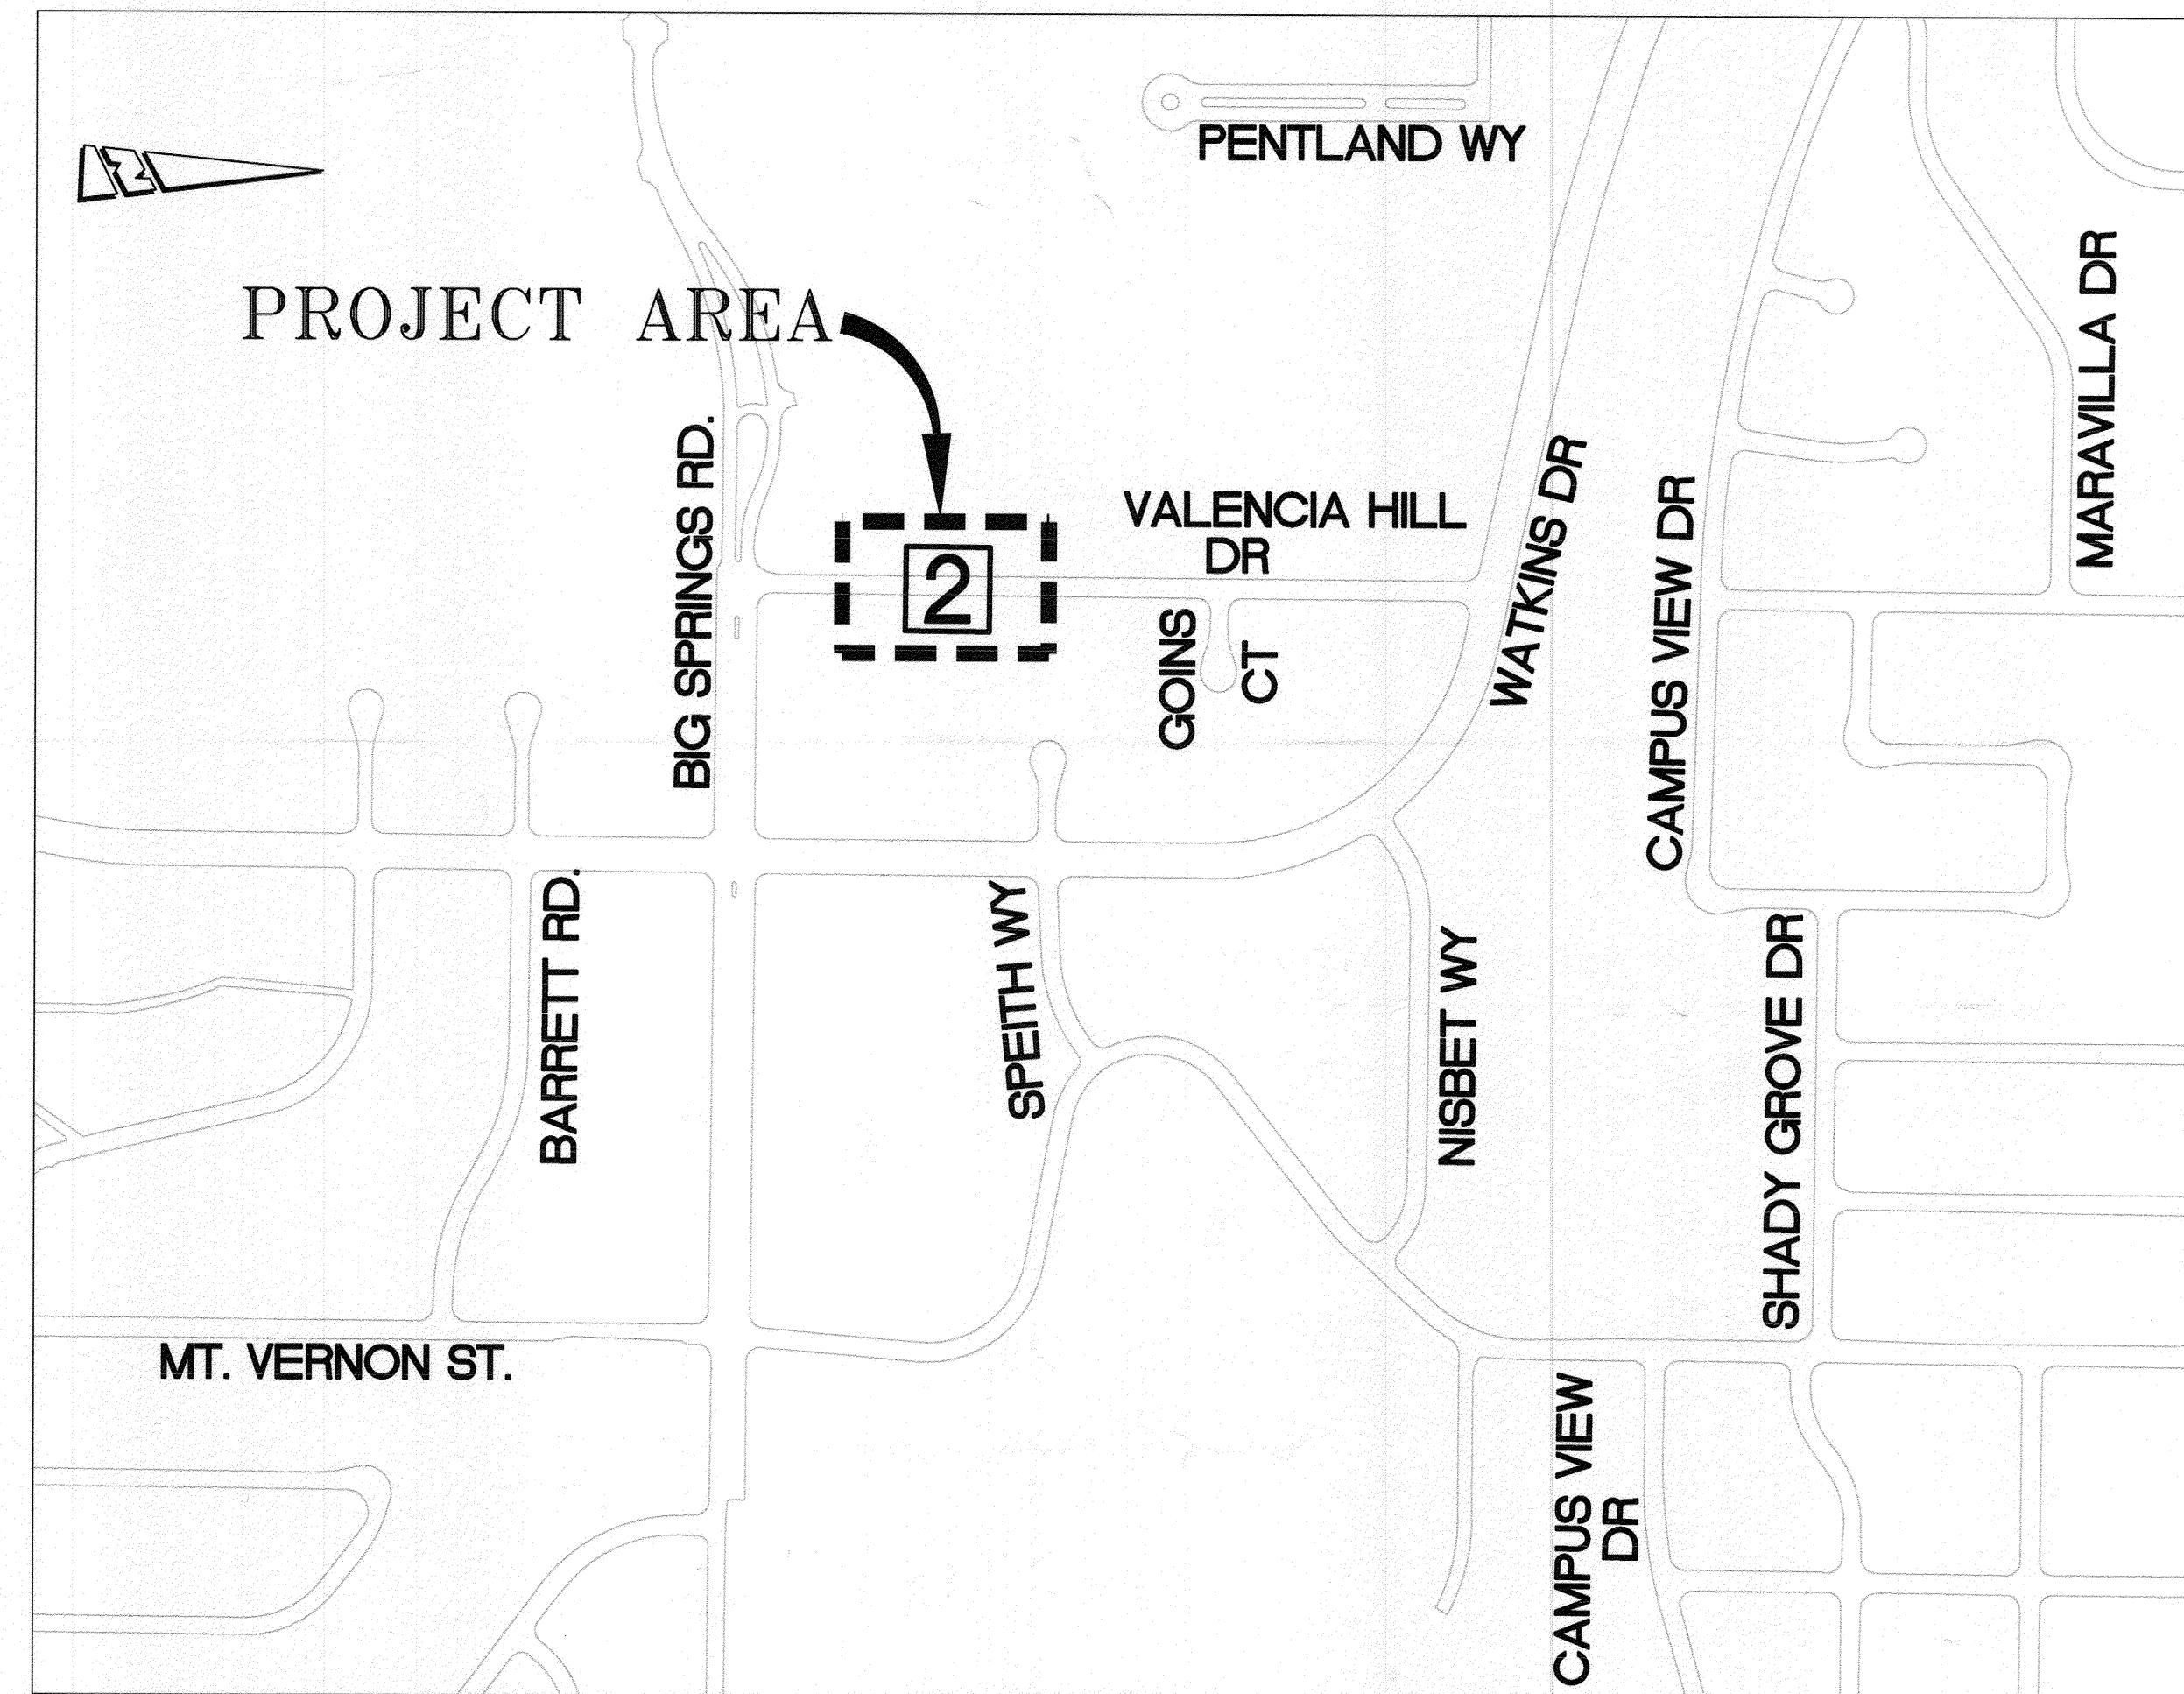 PENTLAND WY
N
PROJECT AREA
MARAVILLA DR
BIG SPRINGS RD.
VALENCIA HILL
DR
WATKINS DR
CAMPUS VIEW DR
2
GOINS
CT
BARRETT RD.
SPEITH WY
NISBET WY
SHADY GROVE DR
MT. VERNON ST.
CAMPUS VIEW
DR